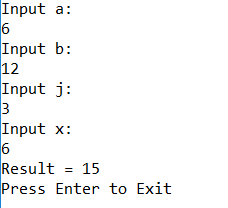 Input a:
6
Input b:
12
Input j:
3
Input x:
6
Result = 15
Press Enter to Exit